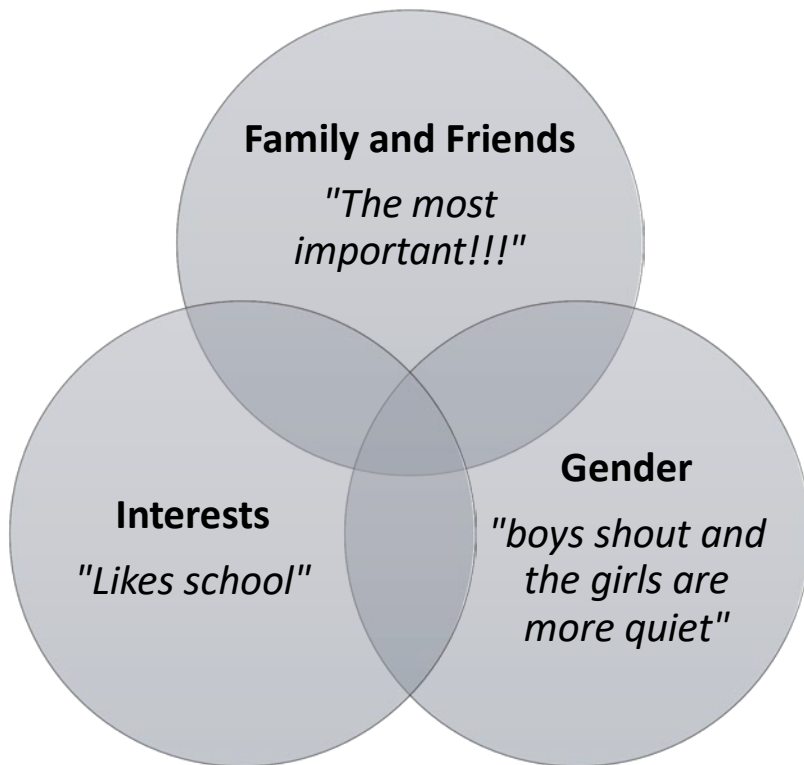 Family and Friends
"The most
important!!!"
Interests
"Likes school"
Gender
"boys shout and
the girls are
more quiet"